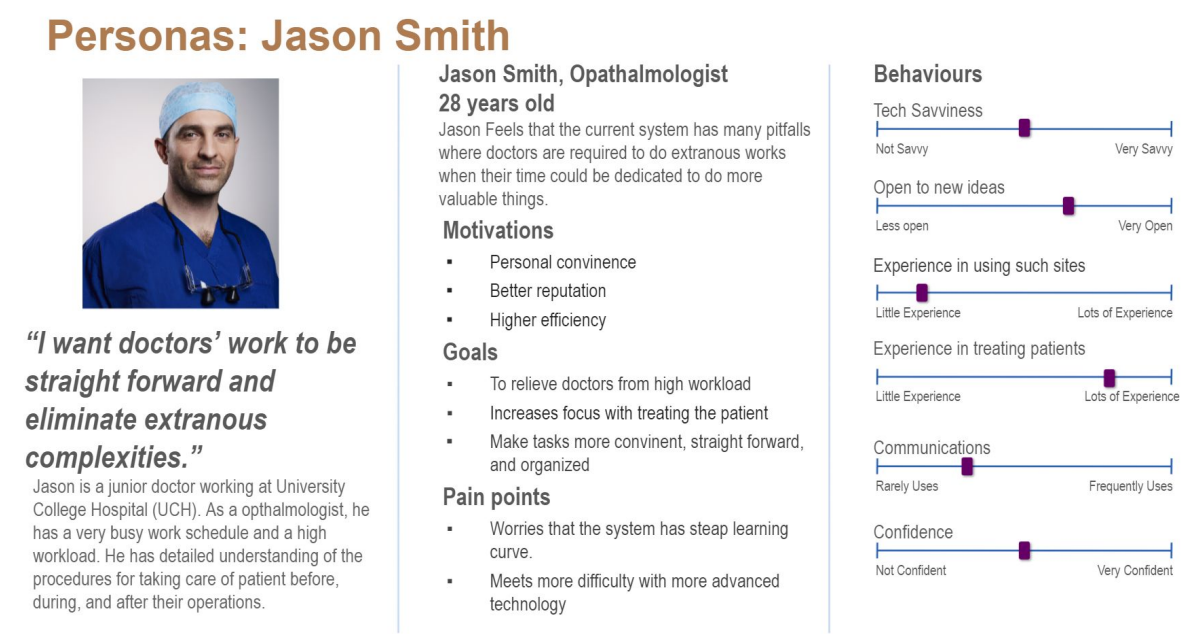 Personas: Jason Smith
“I want doctors’ work to be
straight forward and
eliminate extranous
complexities.”
Jason is a junior doctor working at University
College Hospital (UCH). As a opthalmologist, he
has a very busy work schedule and a high
workload. He has detailed understanding of the
procedures for taking care of patient before,
during, and after their operations.
Jason Smith, Opathalmologist
28 years old
Jason Feels that the current system has many pitfalls
where doctors are required to do extranous works
when their time could be dedicated to do more
valuable things.
Motivations
▪ Personal convinence
▪ Better reputation
▪ Higher efficiency
Goals
▪ To relieve doctors from high workload
▪ Increases focus with treating the patient
▪ Make tasks more convinent, straight forward,
and organized
Pain points
▪ Worries that the system has steap learning
curve.
▪ Meets more difficulty with more advanced
technology
Behaviours
Tech Savviness
Not Savvy Very Savvy
Open to new ideas
Less open Very Open
Experience in using such sites
Little Experience Lots of Experience
Experience in treating patients
Little Experience Lots of Experience
Communications
Rarely Uses Frequently Uses
Confidence
Not Confident Very Confident